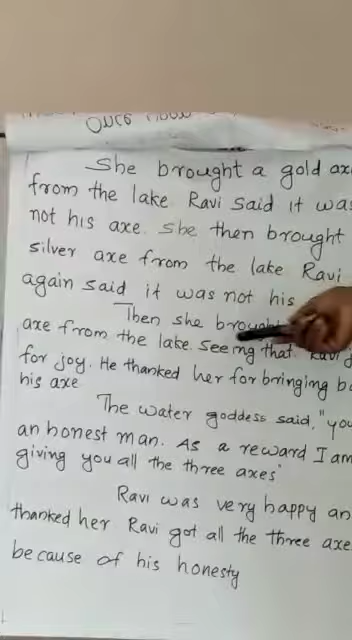 She brought a gold axe
from the lake. Ravi said it was
not his axe. She then brought
silver axe from the lake Ravi
again said it was not his
Then she brought
axe from the lake. Seeing that
for joy. He thanked her for bringing
his axe
The water goddess said, "you
an honest man. As a reward I am
giving you all the three axes"
Ravi was very happy an
thanked her. Ravi got all the three axe
because of his honesty